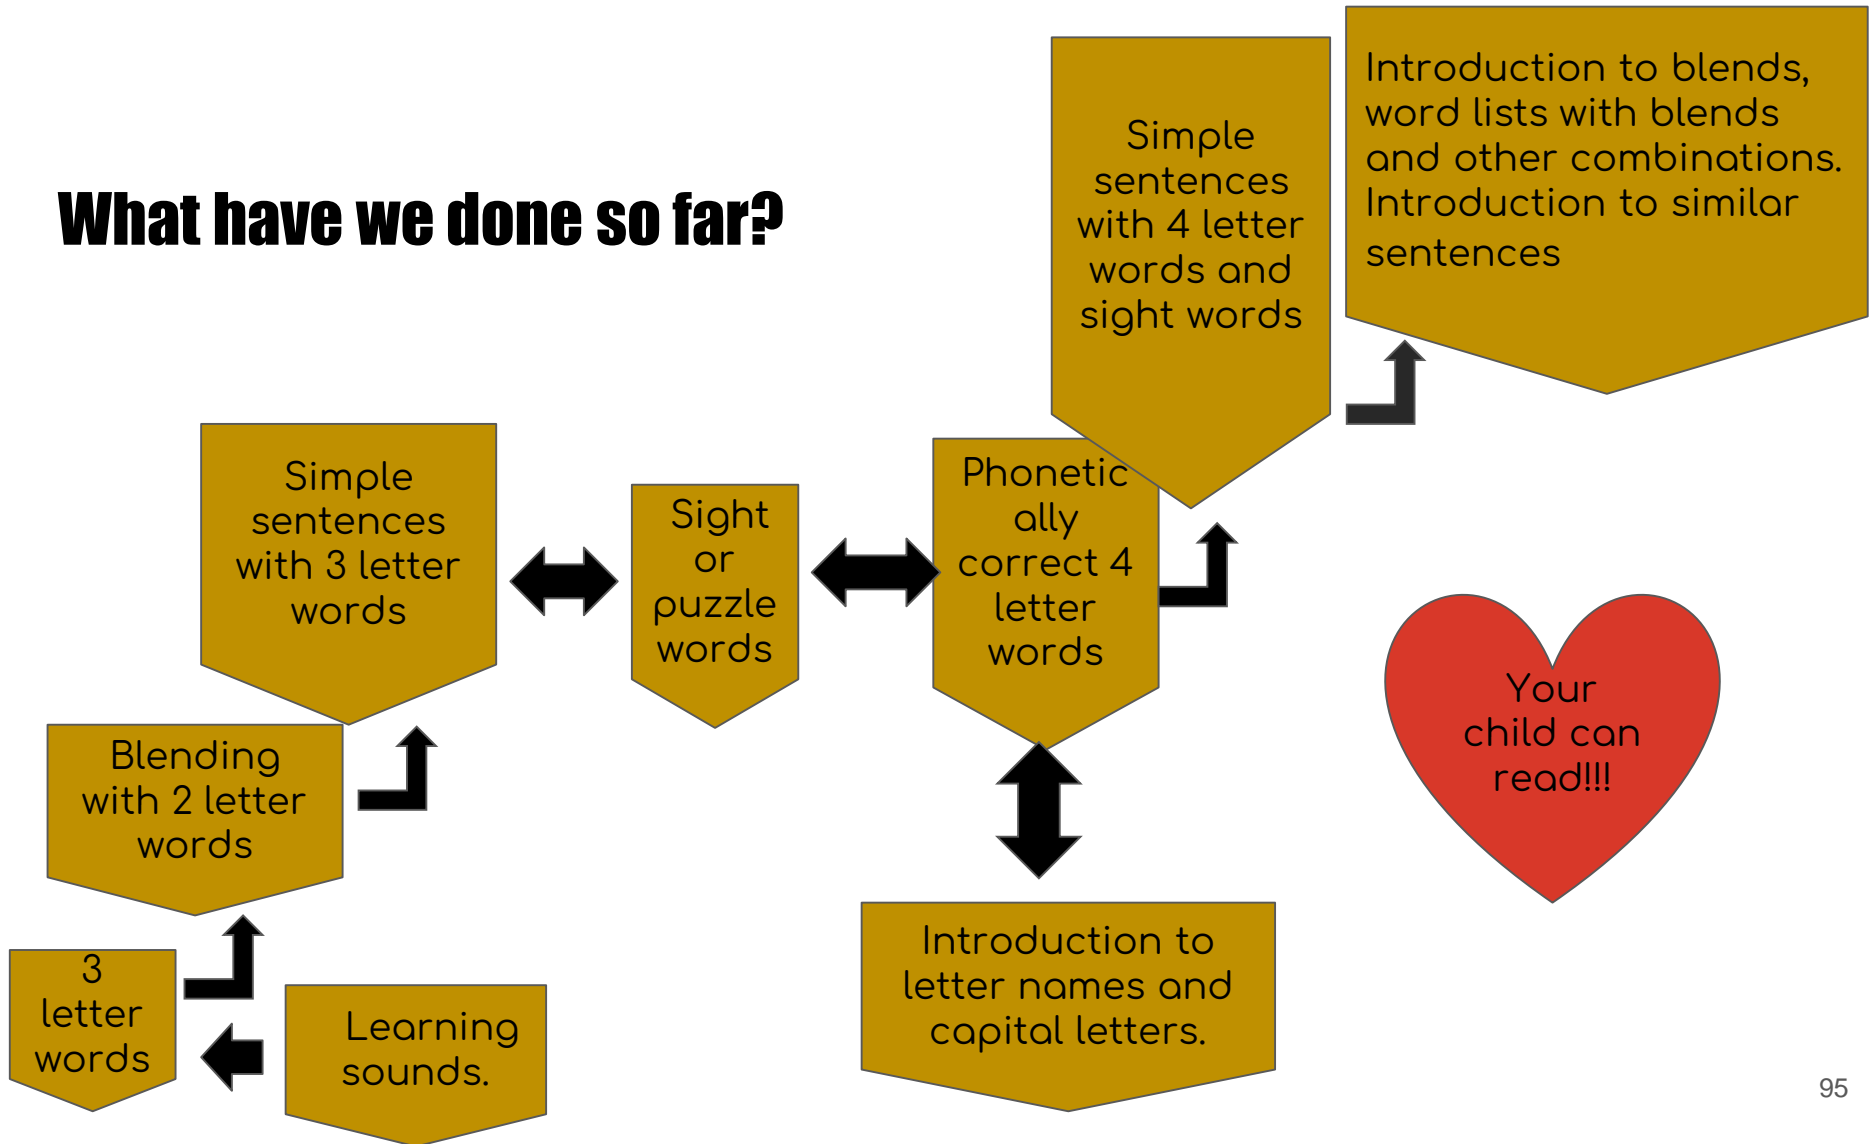 What have we done so far?
Simple
sentences
with 4 letter
words and
sight words
Introduction to blends,
word lists with blends
and other combinations.
Introduction to similar
sentences
Simple
sentences
with 3 letter
words
Sight
or
puzzle
words
Phonetic
ally
correct 4
letter
words
Your
child can
read!!!
Blending
with 2 letter
words
3
letter
words
Learning
sounds.
Introduction to
letter names and
capital letters.
95